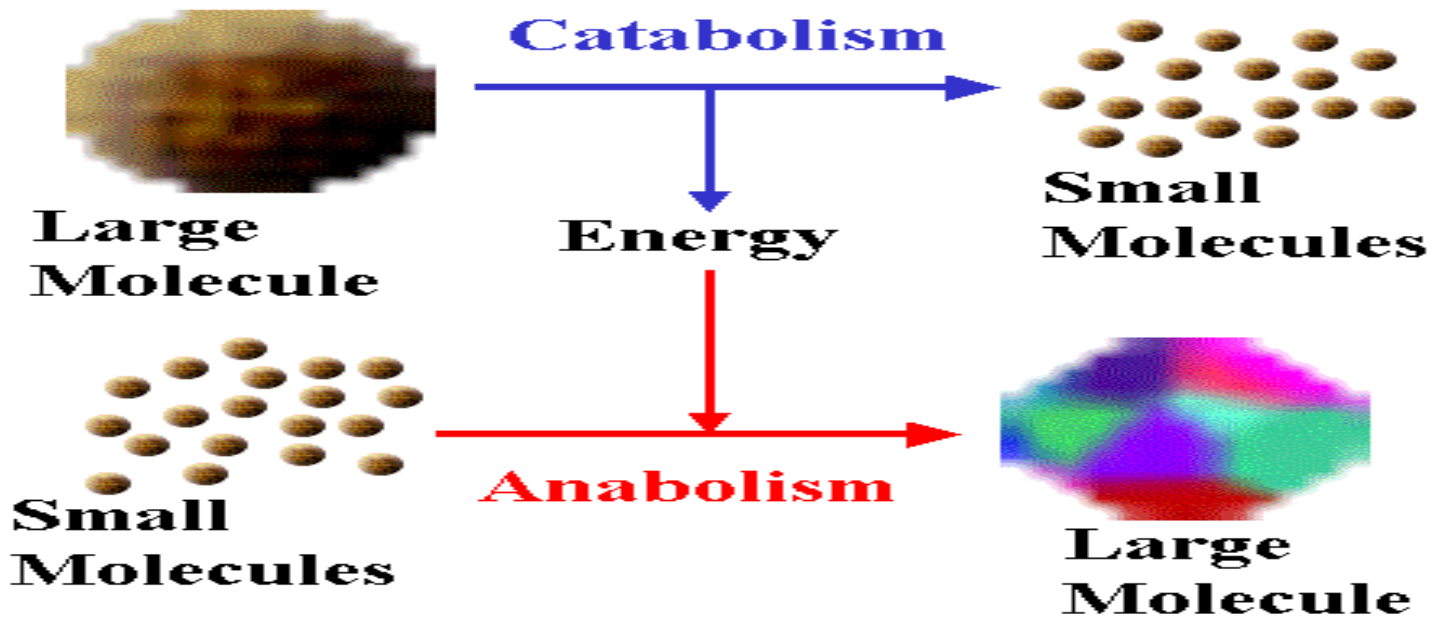 Catabolism
Large
Molecule
Energy
Small
Molecules
Small
Molecules
Anabolism
Large
Molecule